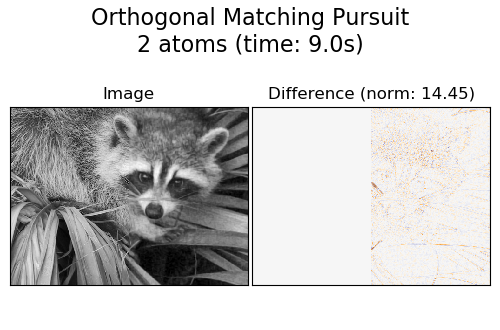 Orthogonal Matching Pursuit
2 atoms (time: 9.0s)
Image
Difference (norm: 14.45)